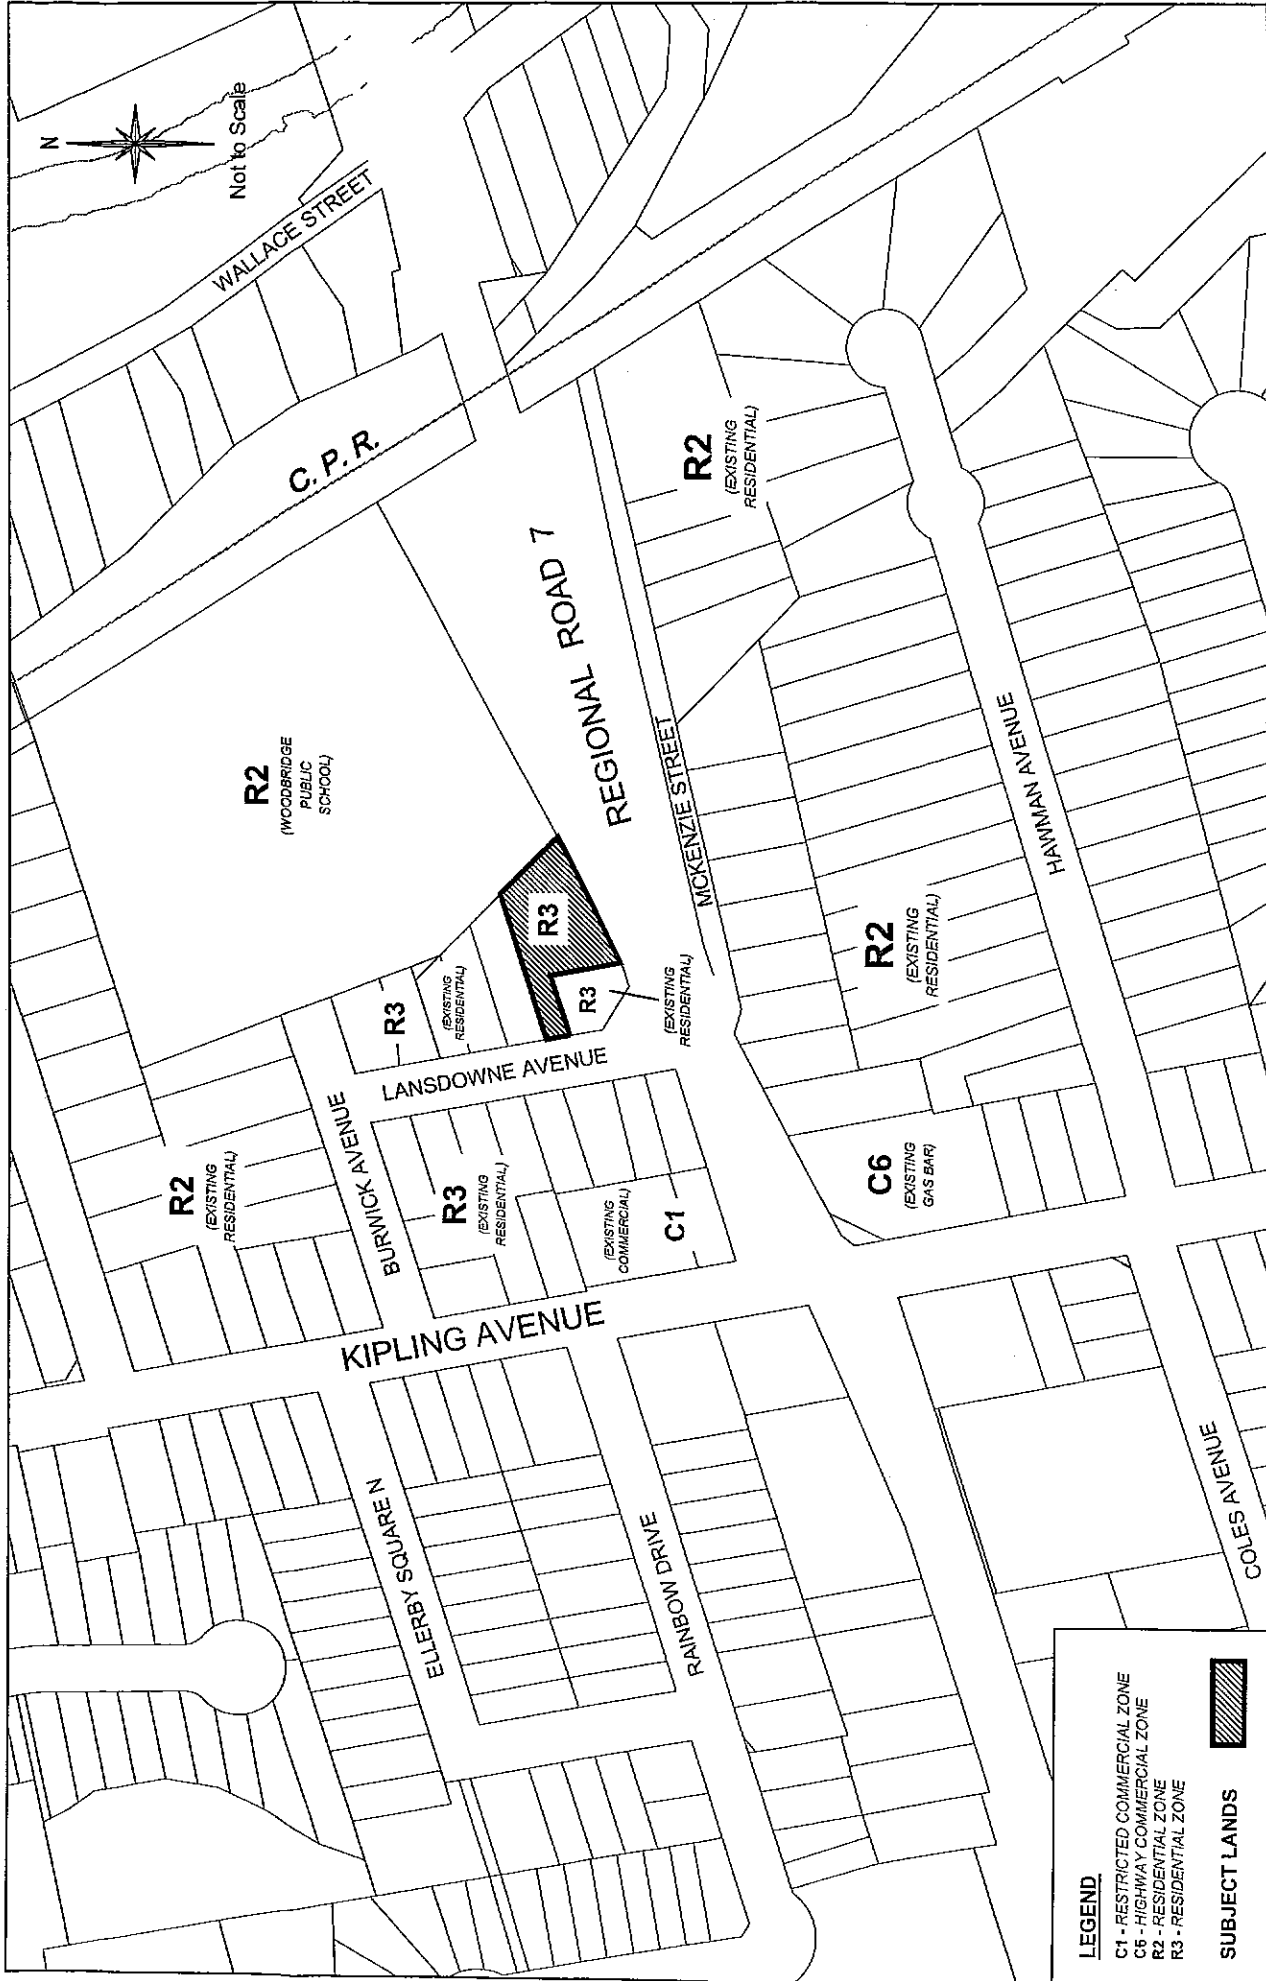 N
Not to Scale
WALLACE STREET
C. P. R.
R2
(WOODBRIDGE
PUBLIC
SCHOOL)
REGIONAL ROAD 7
R2
(EXISTING
RESIDENTIAL)
MCKENZIE STREET
HAWMAN AVENUE
R3
R3
(EXISTING
RESIDENTIAL)
R3
(EXISTING
RESIDENTIAL)
R2
(EXISTING
RESIDENTIAL)
LANSDOWNE AVENUE
BURWICK AVENUE
R2
(EXISTING
RESIDENTIAL)
R3
(EXISTING
RESIDENTIAL)
(EXISTING
COMMERCIAL)
C1
C6
(EXISTING
GAS BAR)
KIPLING AVENUE
ELLERBY SQUARE N
RAINBOW DRIVE
COLES AVENUE
LEGEND
C1 - RESTRICTED COMMERCIAL ZONE
C6 - HIGHWAY COMMERCIAL ZONE
R2 - RESIDENTIAL ZONE
R3 - RESIDENTIAL ZONE
SUBJECT LANDS